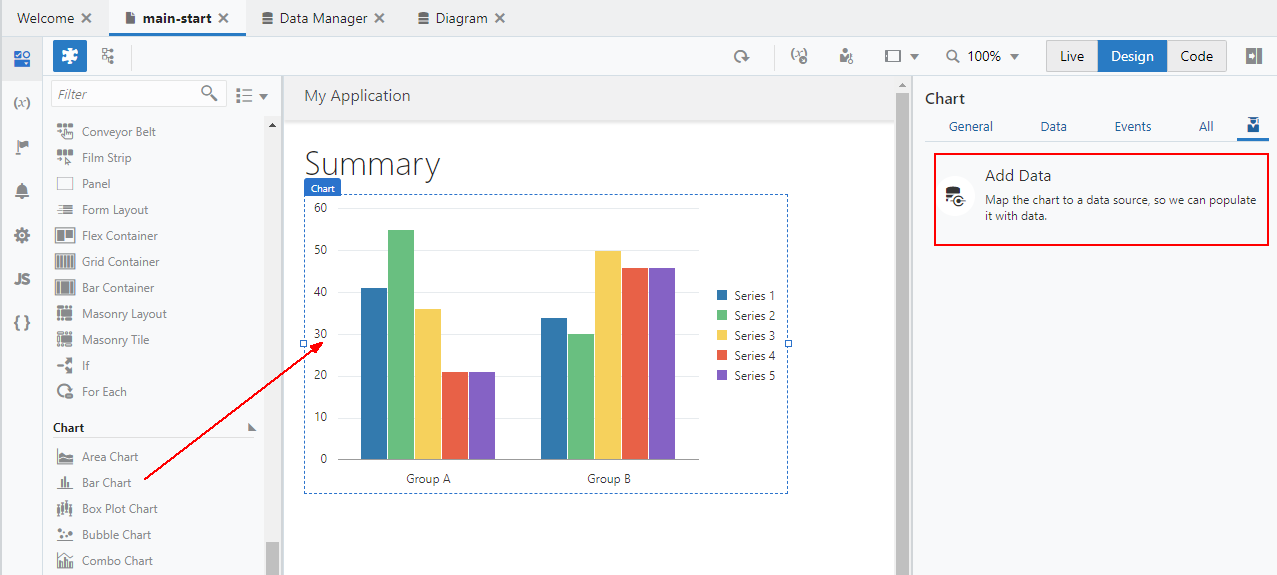 Welcome
main-start
Data Manager
Diagram
100%
Live
Design
Code
(x)
JS
{ }
Filter
Conveyor Belt
Film Strip
Panel
Form Layout
Flex Container
Grid Container
Bar Container
Masonry Layout
Masonry Tile
If
For Each
Chart
Area Chart
Bar Chart
Box Plot Chart
Bubble Chart
Combo Chart
My Application
Summary
Chart
60
50
40
30
20
10
0
Group A
Group B
Series 1
Series 2
Series 3
Series 4
Series 5
Chart
General
Data
Events
All
Add Data
Map the chart to a data source, so we can populate
it with data.